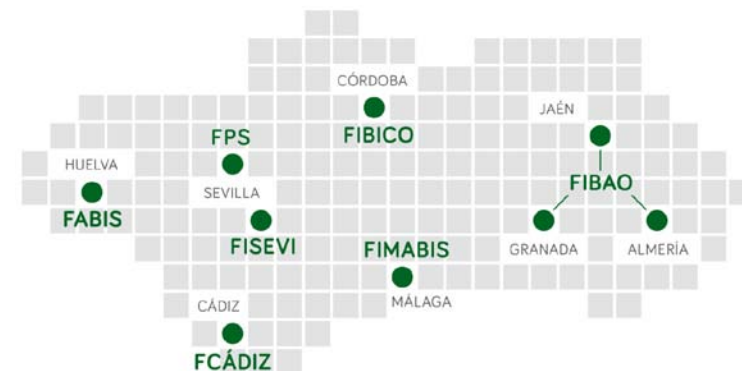 CÓRDOBA
FIBICO
JAÉN
FPS
HUELVA
FABIS
SEVILLA
FISEVI
FIBAO
GRANADA
ALMERÍA
FIMABIS
MÁLAGA
CÁDIZ
FCÁDIZ